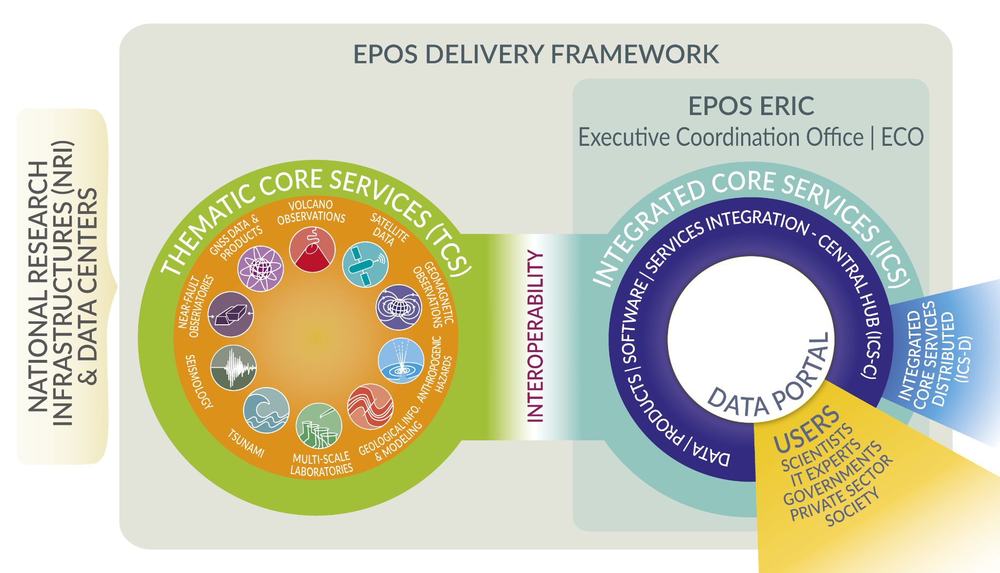 EPOS DELIVERY FRAMEWORK
EPOS ERIC
Executive Coordination Office | ECO
NATIONAL RESEARCH
INFRASTRUCTURES (NRI)
& DATA CENTERS
THEMATIC CORE SERVICES (TCS)
VOLCANO
OBSERVATIONS
SATELLITE
DATA
GEOMAGNETIC
OBSERVATIONS
ANTHROPOGENIC
HAZARDS
GEOLOGICAL INFO.
& MODELING
MULTI-SCALE
LABORATORIES
TSUNAMI
SEISMOLOGY
NEAR-FAULT
OBSERVATORIES
GNSS DATA &
PRODUCTS
INTEROPERABILITY
INTEGRATED CORE SERVICES (ICS)
DATA | PRODUCTS | SOFTWARE | SERVICES INTEGRATION - CENTRAL HUB (ICS-C)
DATA PORTAL
INTEGRATED
CORE SERVICES
DISTRIBUTED
(ICS-D)
USERS
SCIENTISTS
IT EXPERTS
GOVERNMENTS
PRIVATE SECTOR
SOCIETY